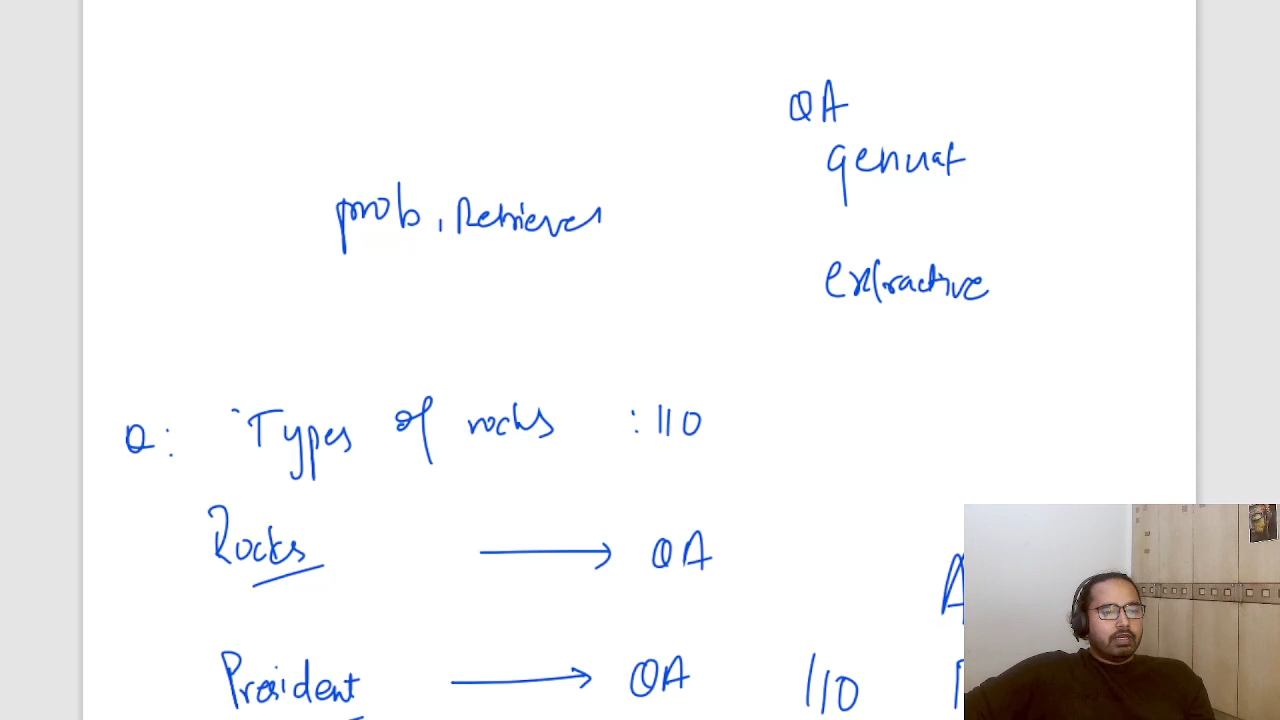 QA
generat
prob, Retriever
extractive
Q: Types of rocks : 110
Rocks → QA
President → QA 110